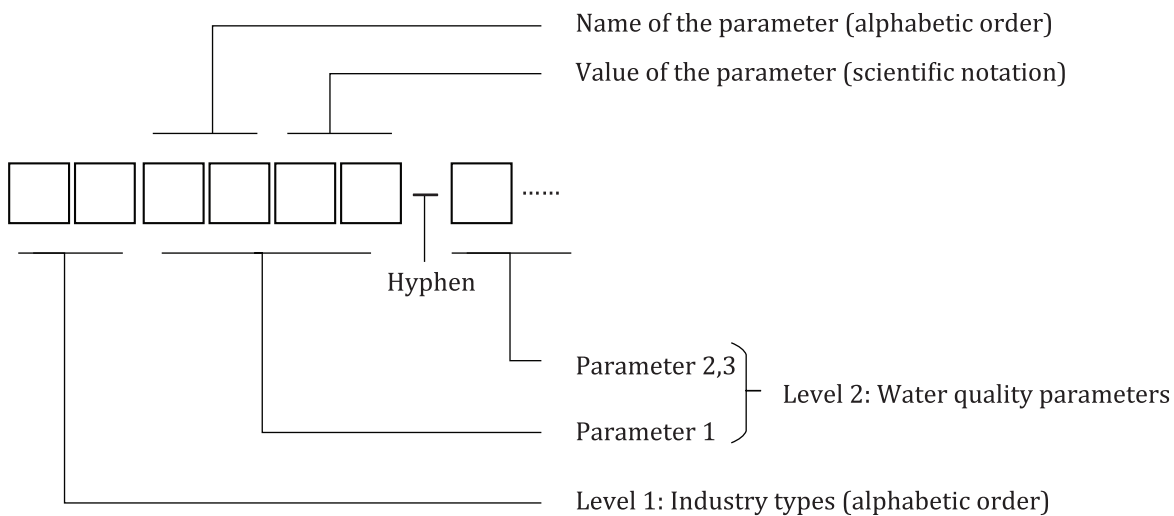 Name of the parameter (alphabetic order)
Value of the parameter (scientific notation)
......
Hyphen
Parameter 2,3
Level 2: Water quality parameters
Parameter 1
Level 1: Industry types (alphabetic order)